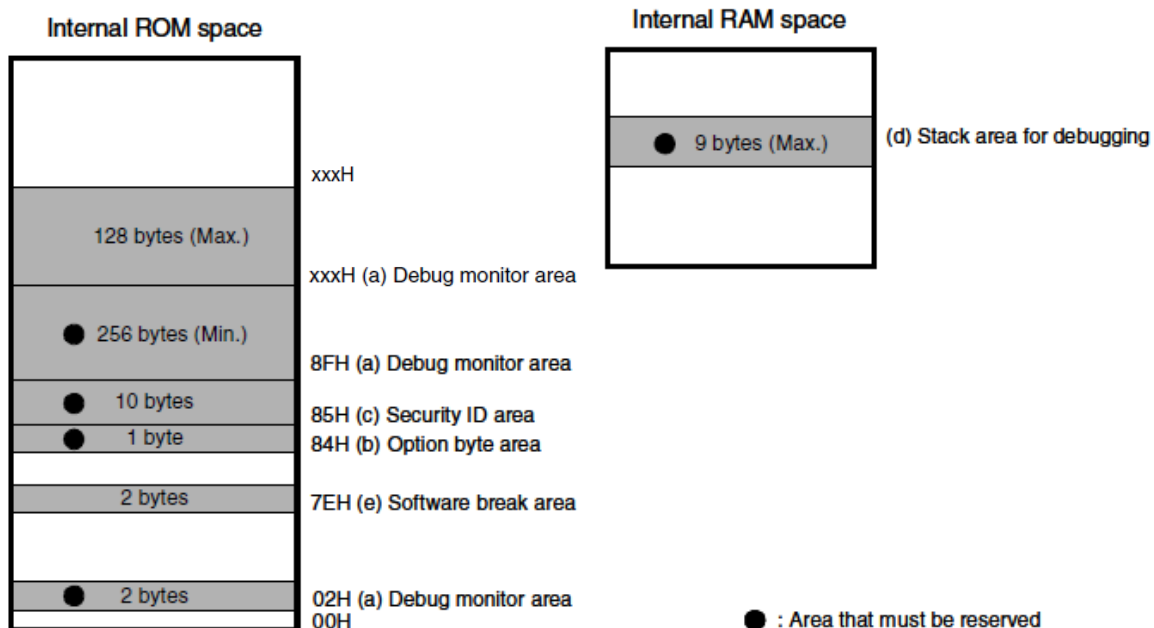 Internal ROM space
xxxH
128 bytes (Max.)
xxxH (a) Debug monitor area
256 bytes (Min.)
8FH (a) Debug monitor area
10 bytes
85H (c) Security ID area
1 byte
84H (b) Option byte area
2 bytes
7EH (e) Software break area
2 bytes
02H (a) Debug monitor area
00H
Internal RAM space
9 bytes (Max.)
(d) Stack area for debugging
● : Area that must be reserved